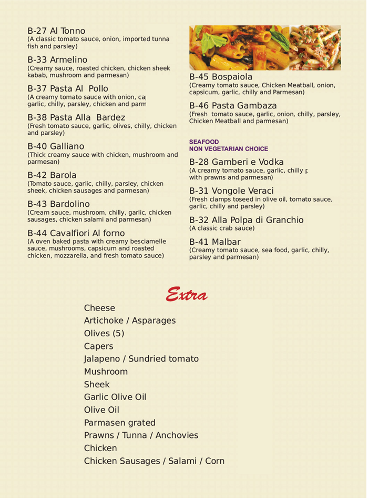 B-27 Al Tonno
(A classic tomato sauce, onion, imported tunna
fish and parsley)
B-33 Armelino
(Creamy sauce, roasted chicken, chicken sheek
kabab, mushroom and parmesan)
B-37 Pasta Al Pollo
(A creamy tomato sauce with onion, ca
garlic, chilly, parsley, chicken and parm
B-38 Pasta Alla Bardez
(Fresh tomato sauce, garlic, olives, chilly, chicken
and parsley)
B-40 Galliano
(Thick creamy sauce with chicken, mushroom and
parmesan)
B-42 Barola
(Tomato sauce, garlic, chilly, parsley, chicken
sheek, chicken sausages and parmesan)
B-43 Bardolino
(Cream sauce, mushroom, chilly, garlic, chicken
sausages, chicken salami and parmesan)
B-44 Cavalfiori Al forno
(A oven baked pasta with creamy besciamelle
sauce, mushrooms, capsicum and roasted
chicken, mozzarella, and fresh tomato sauce)
B-45 Bospaiola
(Creamy tomato sauce, Chicken Meatball, onion,
capsicum, garlic, chilly and Parmesan)
B-46 Pasta Gambaza
(Fresh tomato sauce, garlic, onion, chilly, parsley,
Chicken Meatball and parmesan)
SEAFOOD
NON VEGETARIAN CHOICE
B-28 Gamberi e Vodka
(A creamy tomato sauce, garlic, chilly p
with prawns and parmesan)
B-31 Vongole Veraci
(Fresh clamps toseed in olive oil, tomato sauce,
garlic, chilly and parsley)
B-32 Alla Polpa di Granchio
(A classic crab sauce)
B-41 Malbar
(Creamy tomato sauce, sea food, garlic, chilly,
parsley and parmesan)
Extra
Cheese
Artichoke / Asparages
Olives (5)
Capers
Jalapeno / Sundried tomato
Mushroom
Sheek
Garlic Olive Oil
Olive Oil
Parmasen grated
Prawns / Tunna / Anchovies
Chicken
Chicken Sausages / Salami / Corn